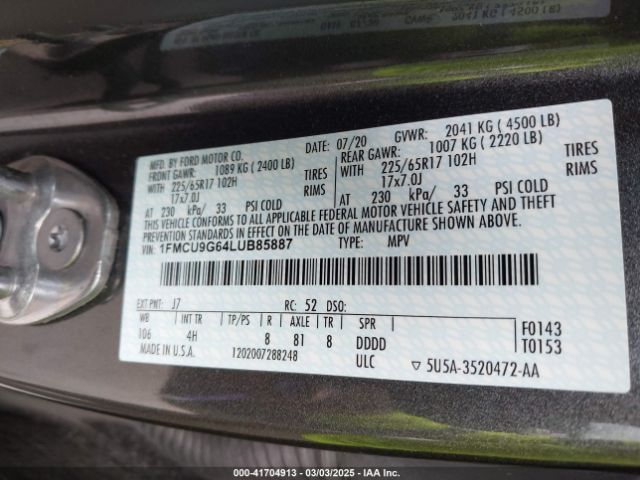 MFD. BY FORD MOTOR CO.
DATE: 07/20 GVWR: 2041 KG ( 4500 LB)
FRONT GAWR: 1089 KG ( 2400 LB)
REAR GAWR: 1007 KG ( 2220 LB)
WITH 225/65R17 102H TIRES
WITH 225/65R17 102H TIRES
17x7.0J RIMS
17x7.0J RIMS
AT 230 kPa/ 33 PSI COLD
AT 230 kPa/ 33 PSI COLD
THIS VEHICLE CONFORMS TO ALL APPLICABLE FEDERAL MOTOR VEHICLE SAFETY AND THEFT
PREVENTION STANDARDS IN EFFECT ON THE DATE OF MANUFACTURE SHOWN ABOVE.
VIN: 1FMCU9G64LUB85887 TYPE: MPV
EXT PNT: J7 RC: 52 DSO:
WB INT TR TP/PS R AXLE TR SPR
106 4H 8 81 8 DDDD
F0143
T0153
MADE IN U.S.A. 1202007288248 ULC ▽ 5U5A-3520472-AA
000-41704913 - 03/03/2025 - IAA Inc.